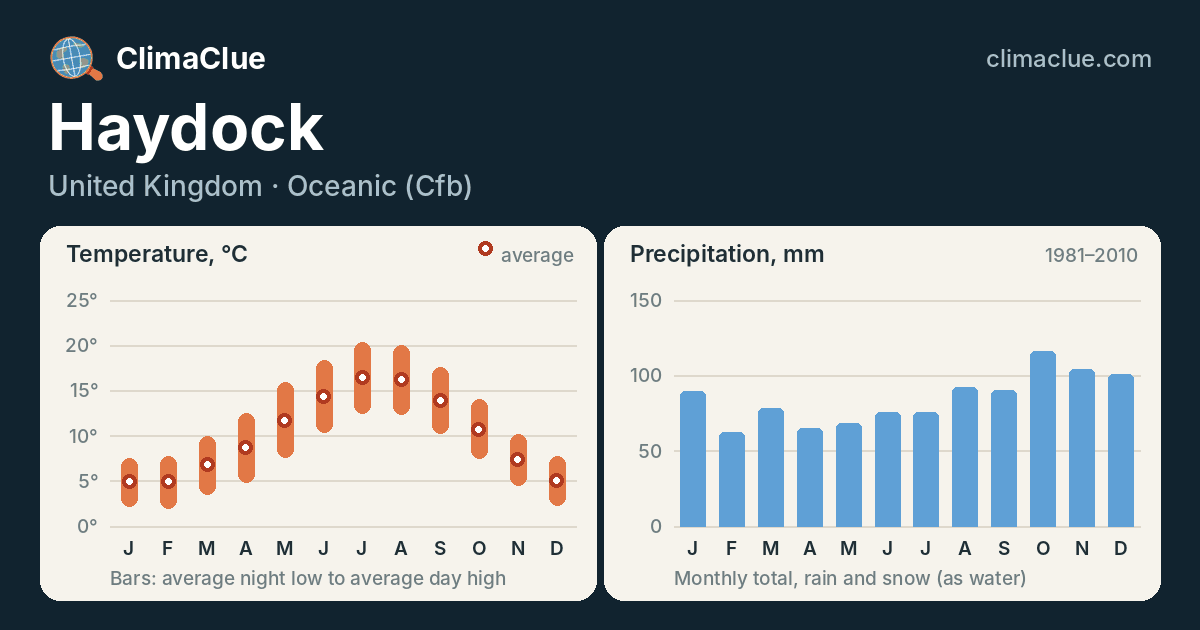 ClimaClue
climaclue.com
Haydock
United Kingdom · Oceanic (Cfb)
Temperature, °C
average
25°
20°
15°
10°
5°
0°
J F M A M J J A S O N D
Bars: average night low to average day high
Precipitation, mm
1981–2010
150
100
50
0
J F M A M J J A S O N D
Monthly total, rain and snow (as water)